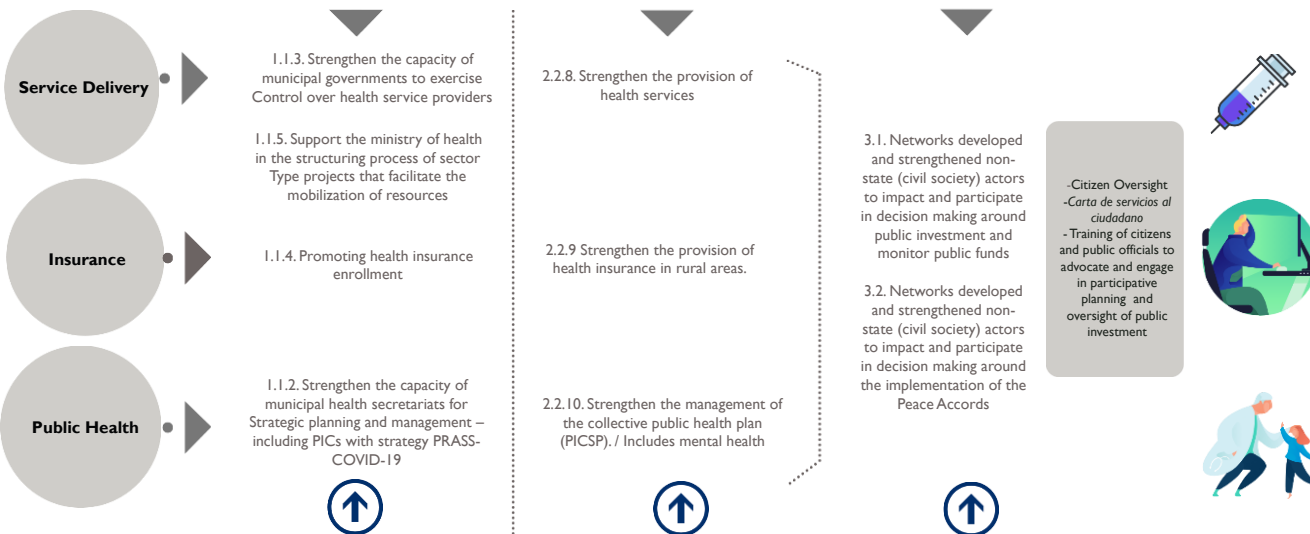 Service Delivery
1.1.3. Strengthen the capacity of
municipal governments to exercise
Control over health service providers
1.1.5. Support the ministry of health
in the structuring process of sector
Type projects that facilitate the
mobilization of resources
2.2.8. Strengthen the provision of
health services
Insurance
1.1.4. Promoting health insurance
enrollment
2.2.9 Strengthen the provision of
health insurance in rural areas.
Public Health
1.1.2. Strengthen the capacity of
municipal health secretariats for
Strategic planning and management –
including PICs with strategy PRASS-
COVID-19
2.2.10. Strengthen the management of
the collective public health plan
(PICSP). / Includes mental health
3.1. Networks developed
and strengthened non-
state (civil society) actors
to impact and participate
in decision making around
public investment and
monitor public funds
3.2. Networks developed
and strengthened non-
state (civil society) actors
to impact and participate
in decision making around
the implementation of the
Peace Accords
-Citizen Oversight
-Carta de servicios al
ciudadano
- Training of citizens
and public officials to
advocate and engage
in participative
planning and
oversight of public
investment